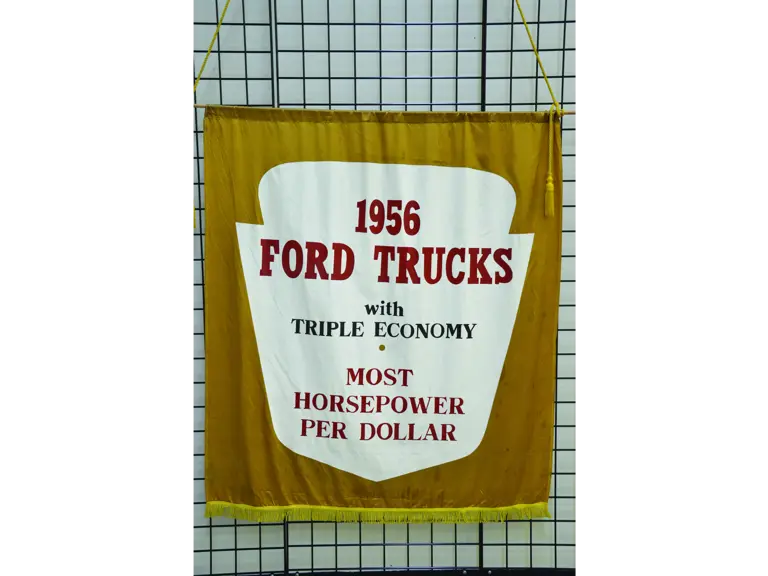 1956
FORD TRUCKS
with
TRIPLE ECONOMY
•
MOST
HORSEPOWER
PER DOLLAR